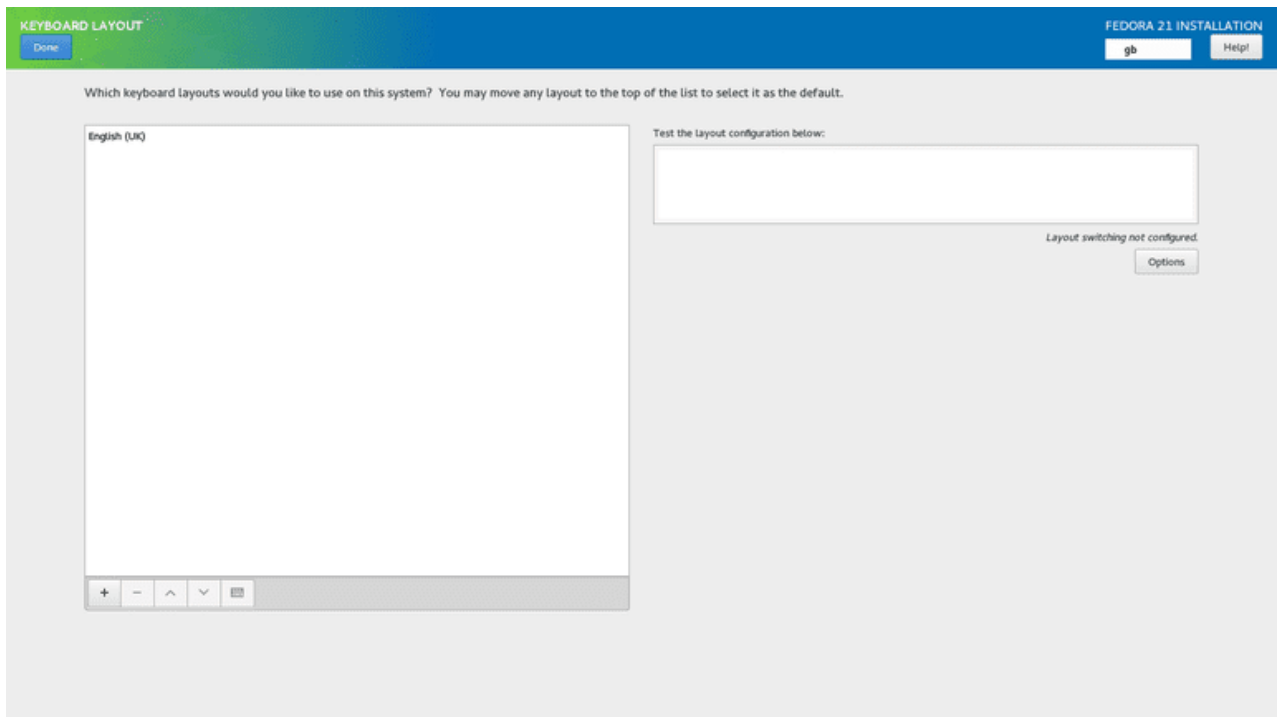 KEYBOARD LAYOUT
FEDORA 21 INSTALLATION
Done
gb
Help!
Which keyboard layouts would you like to use on this system? You may move any layout to the top of the list to select it as the default.
English (UK)
Test the layout configuration below:
Layout switching not configured.
Options